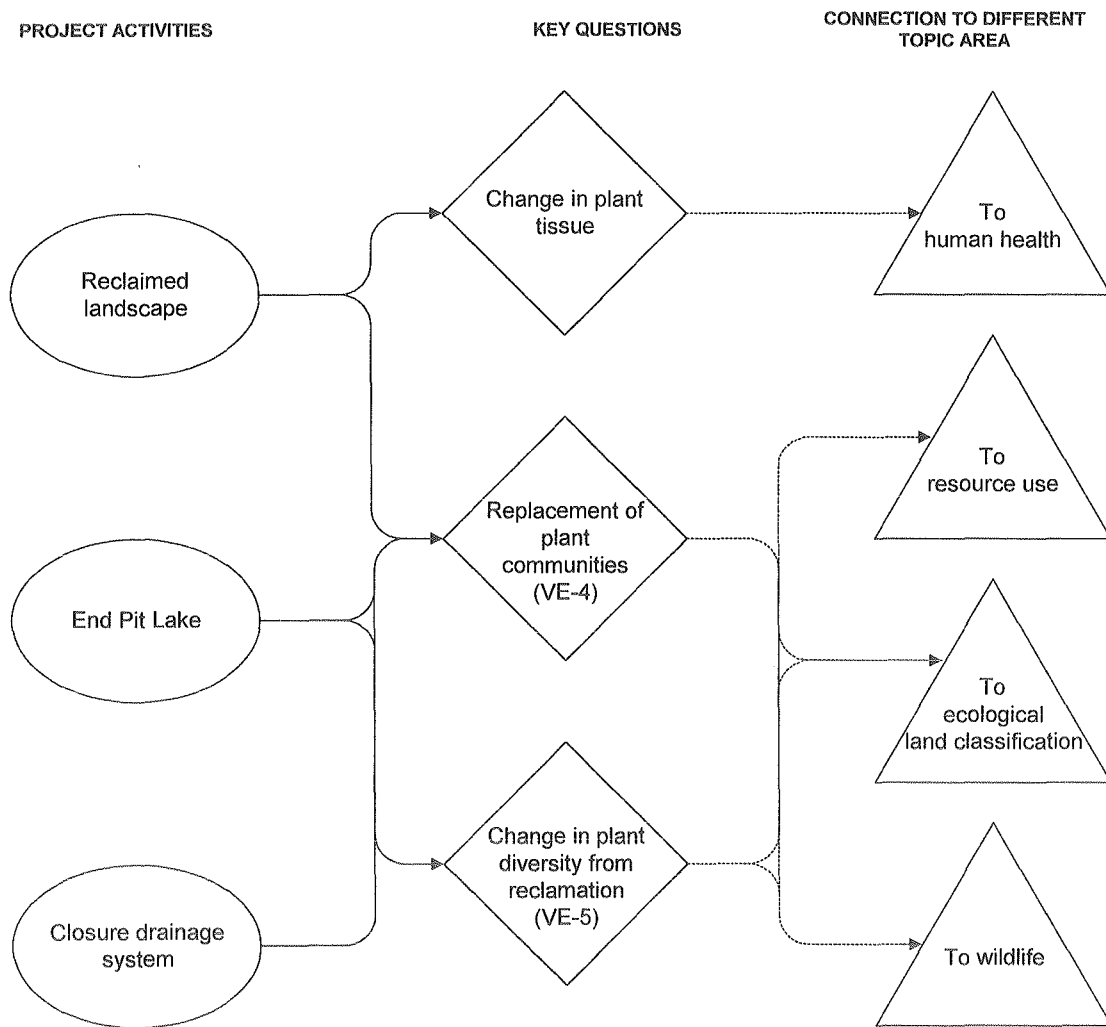 PROJECT ACTIVITIES
KEY QUESTIONS
CONNECTION TO DIFFERENT
TOPIC AREA
Reclaimed
landscape
Change in plant
tissue
To
human health
End Pit Lake
Replacement of
plant
communities
(VE-4)
To
resource use
To
ecological
land classification
Closure drainage
system
Change in plant
diversity from
reclamation
(VE-5)
To wildlife